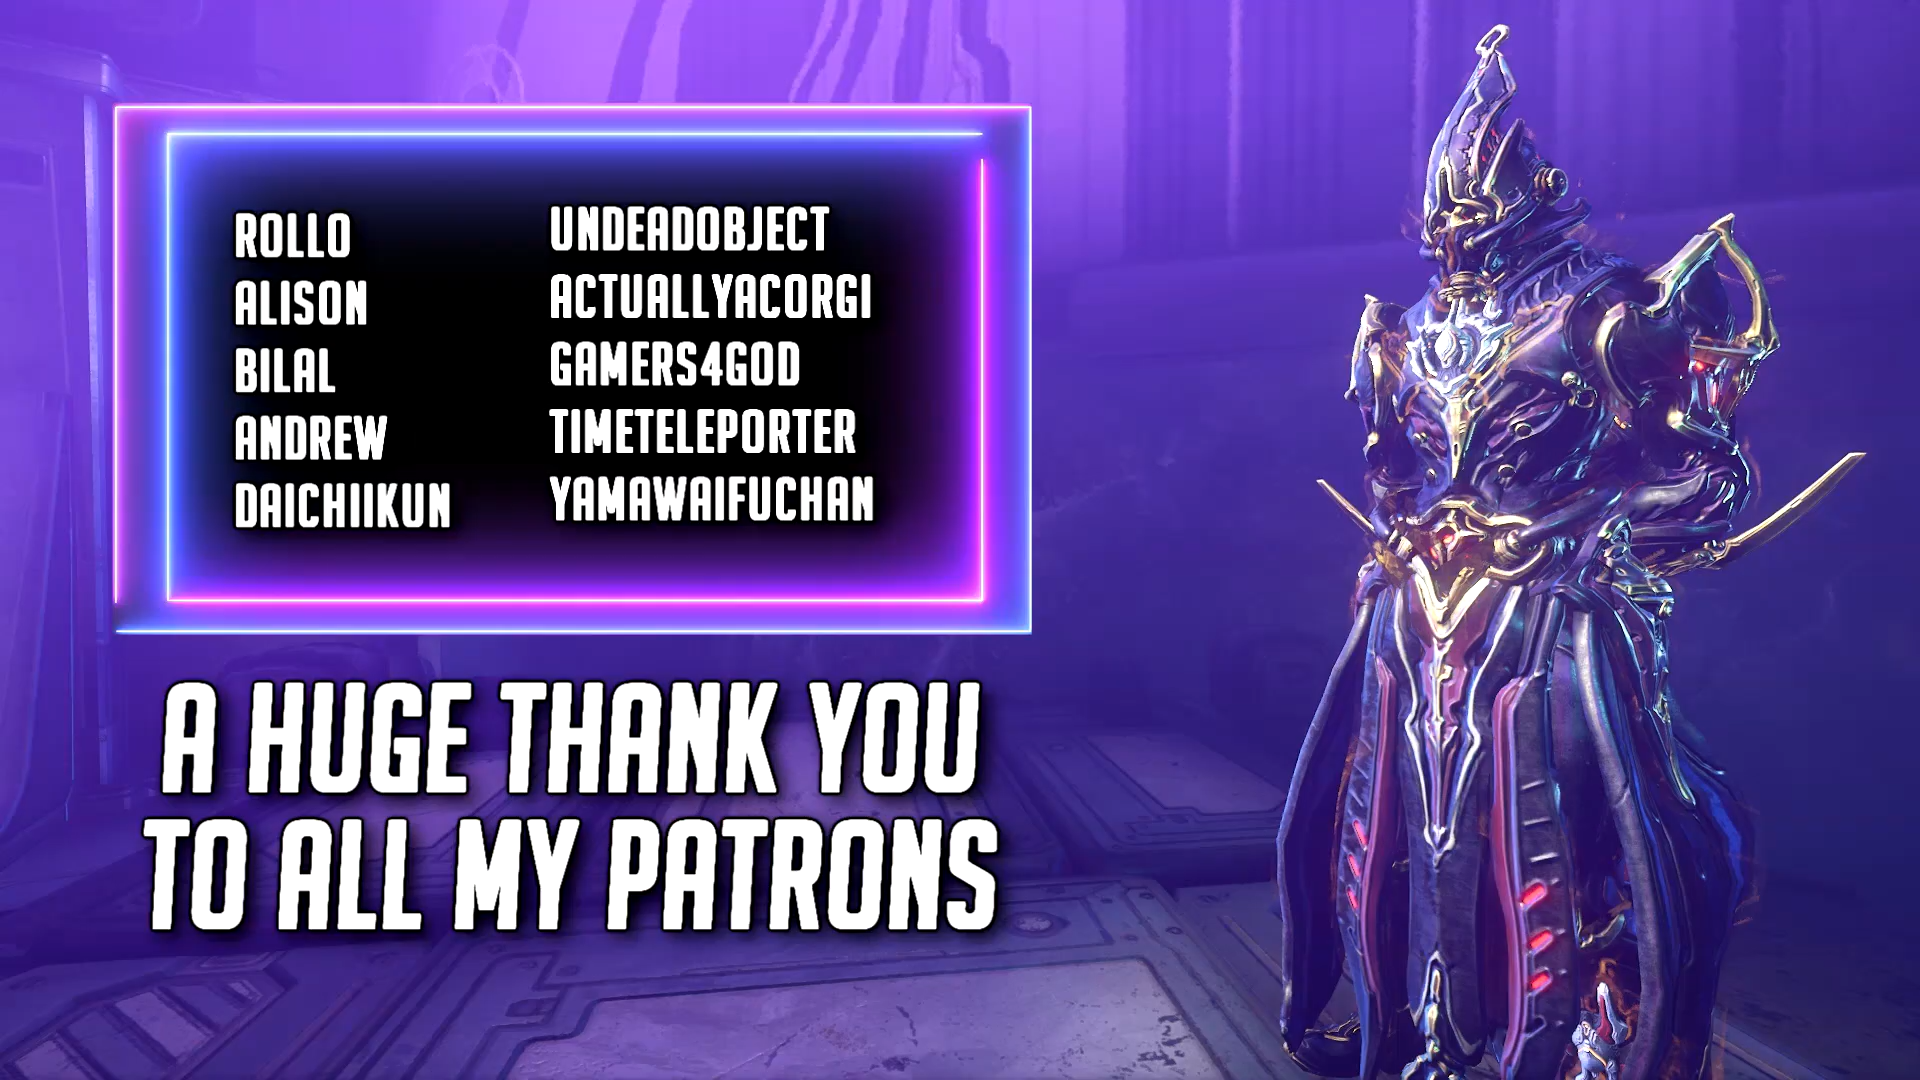 ROLLO
ALISON
BILAL
ANDREW
DAICHIIKUN
UNDEADOBJECT
ACTUALLYACORGI
GAMERS4GOD
TIMETELEPORTER
YAMAWAIFUCHAN
A HUGE THANK YOU
TO ALL MY PATRONS